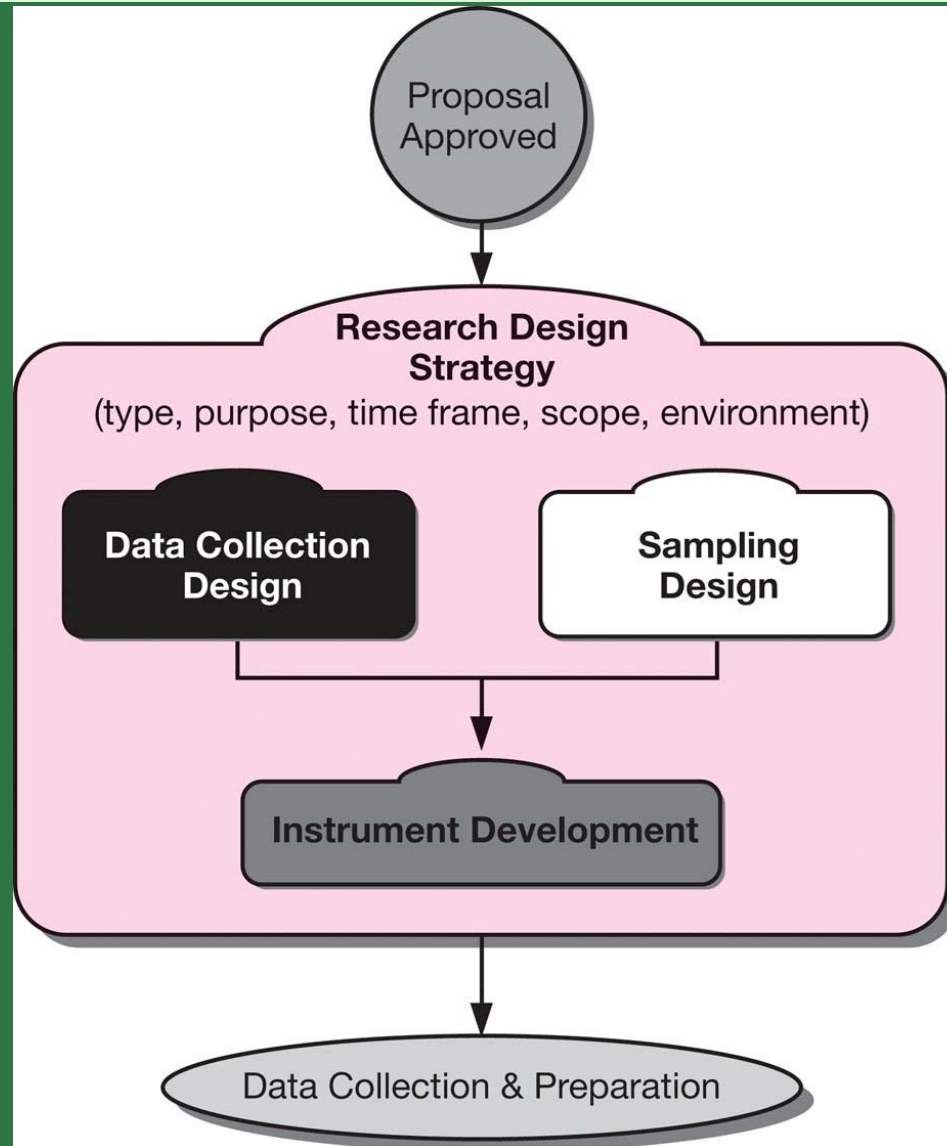 Proposal
Approved
Research Design
Strategy
(type, purpose, time frame, scope, environment)
Data Collection
Design
Sampling
Design
Instrument Development
Data Collection & Preparation